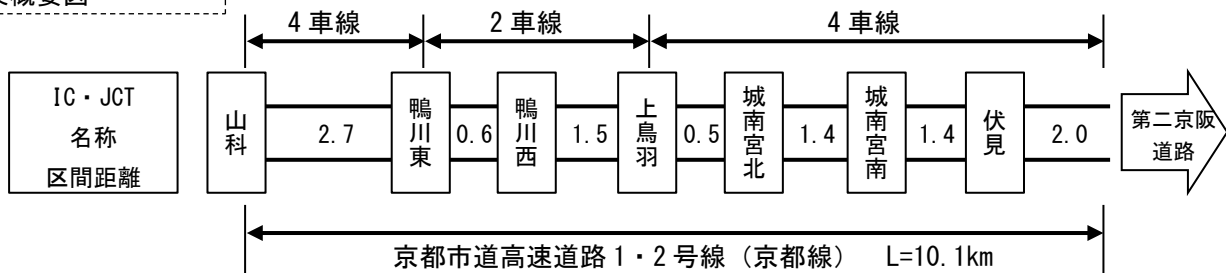 概要図
4 車線 2 車線 4 車線
IC・JCT
名称
区間距離
山科
2.7
鴨川東
0.6
鴨川西
1.5
上鳥羽
0.5
城南宮北
1.4
城南宮南
1.4
伏見
2.0
第二京阪
道路
京都市道高速道路 1・2 号線（京都線） L=10.1km